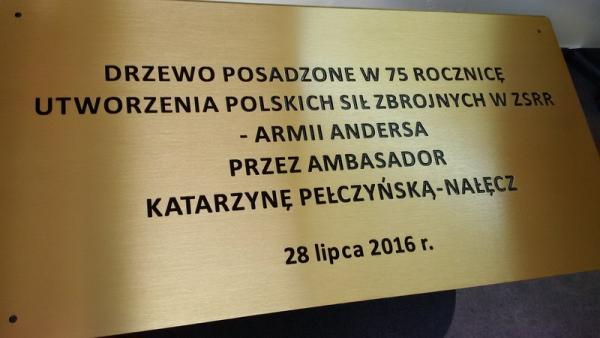 DRZEWO POSADZONE W 75 ROCZNICĘ
UTWORZENIA POLSKICH SIŁ ZBROJNYCH W ZSRR
- ARMII ANDERSA
PRZEZ AMBASADOR
KATARZYNĘ PEŁCZYŃSKĄ-NAŁĘCZ
28 lipca 2016 r.